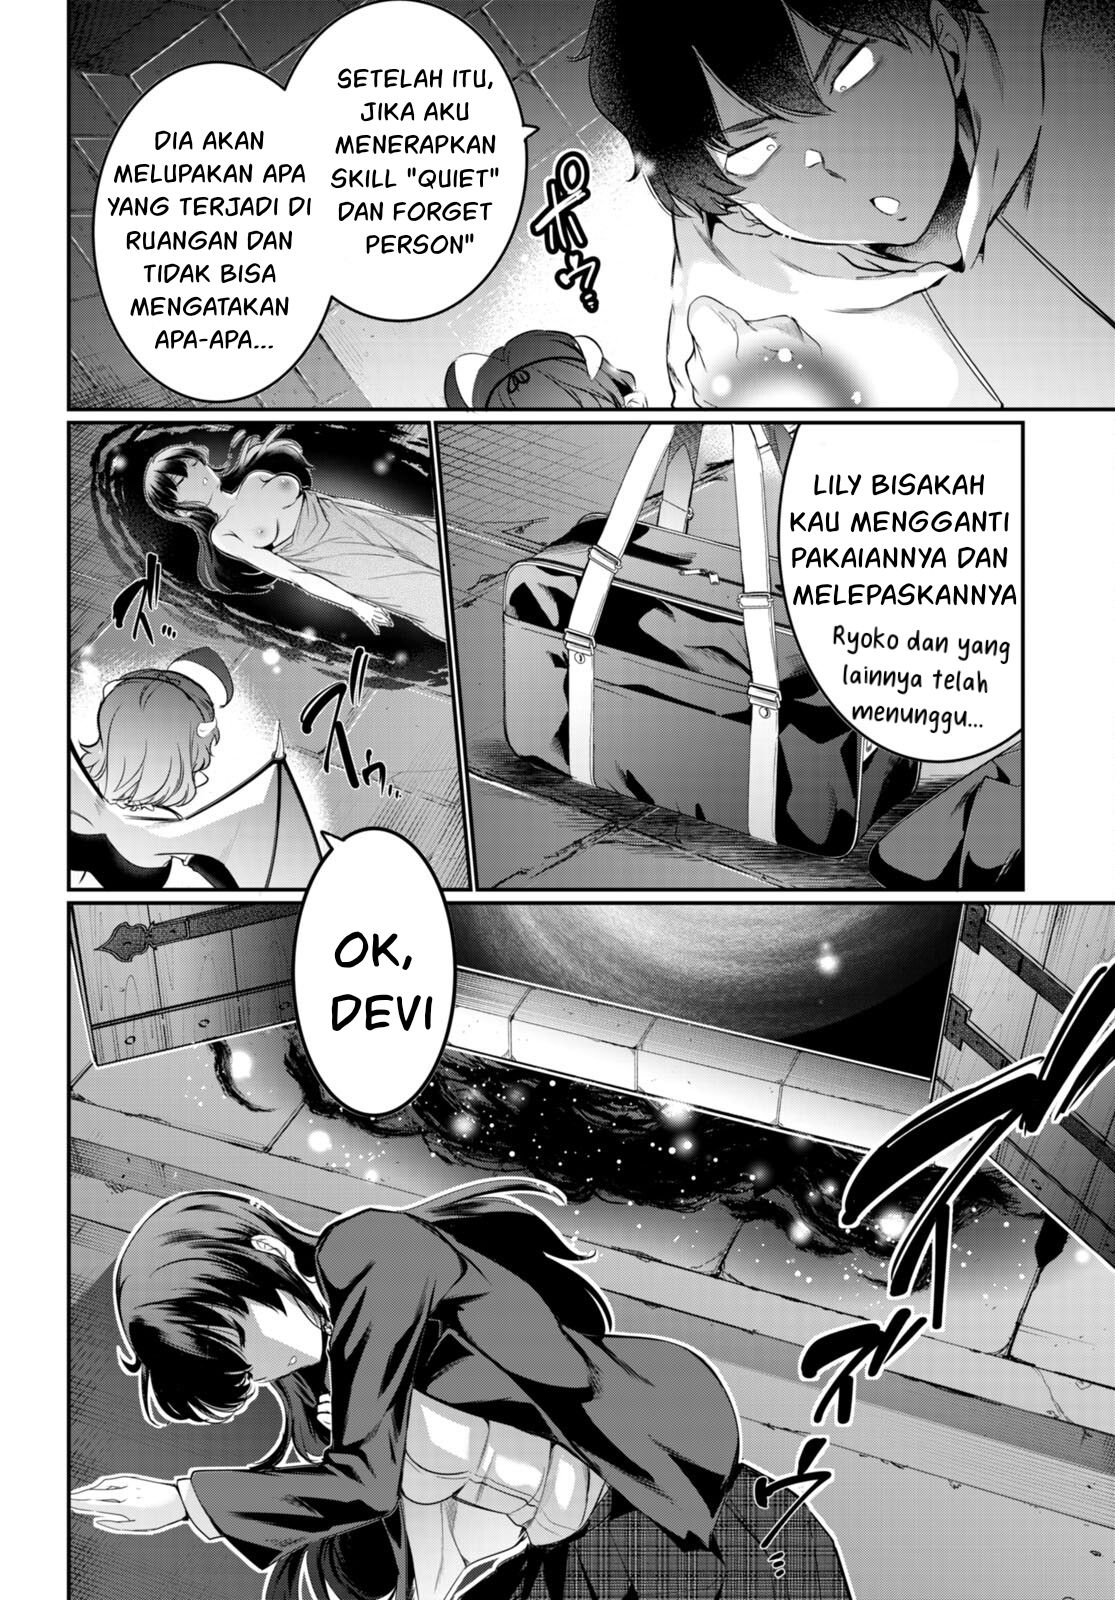 SETELAH ITU,
JIKA AKU
MENERAPKAN
SKILL "QUIET"
DAN FORGET
PERSON"
DIA AKAN
MELUPAKAN APA
YANG TERJADI DI
RUANGAN DAN
TIDAK BISA
MENGATAKAN
APA-APA...
LILY BISAKAH
KAU MENGGANTI
PAKAIANNYA DAN
MELEPASKANNYA
Ryoko dan yang
lainnya telah
menunggu...
OK,
DEVI